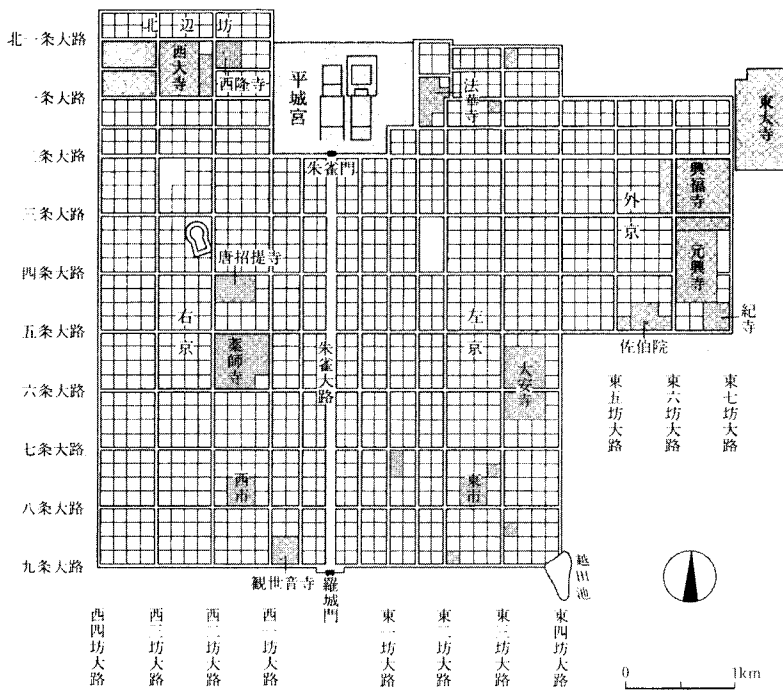 北一条大路
一条大路
二条大路
三条大路
四条大路
五条大路
六条大路
七条大路
八条大路
九条大路
北辺坊
西大寺
西隆寺
平城宮
法華寺
東大寺
朱雀門
興福寺
外京
元興寺
唐招提寺
右京
左京
薬師寺
朱雀大路
大安寺
佐伯院
紀寺
東五坊大路
東六坊大路
東七坊大路
西市
東市
観世音寺
羅城門
越田池
西四坊大路
西三坊大路
西二坊大路
西一坊大路
東一坊大路
東二坊大路
東三坊大路
東四坊大路
0 1km